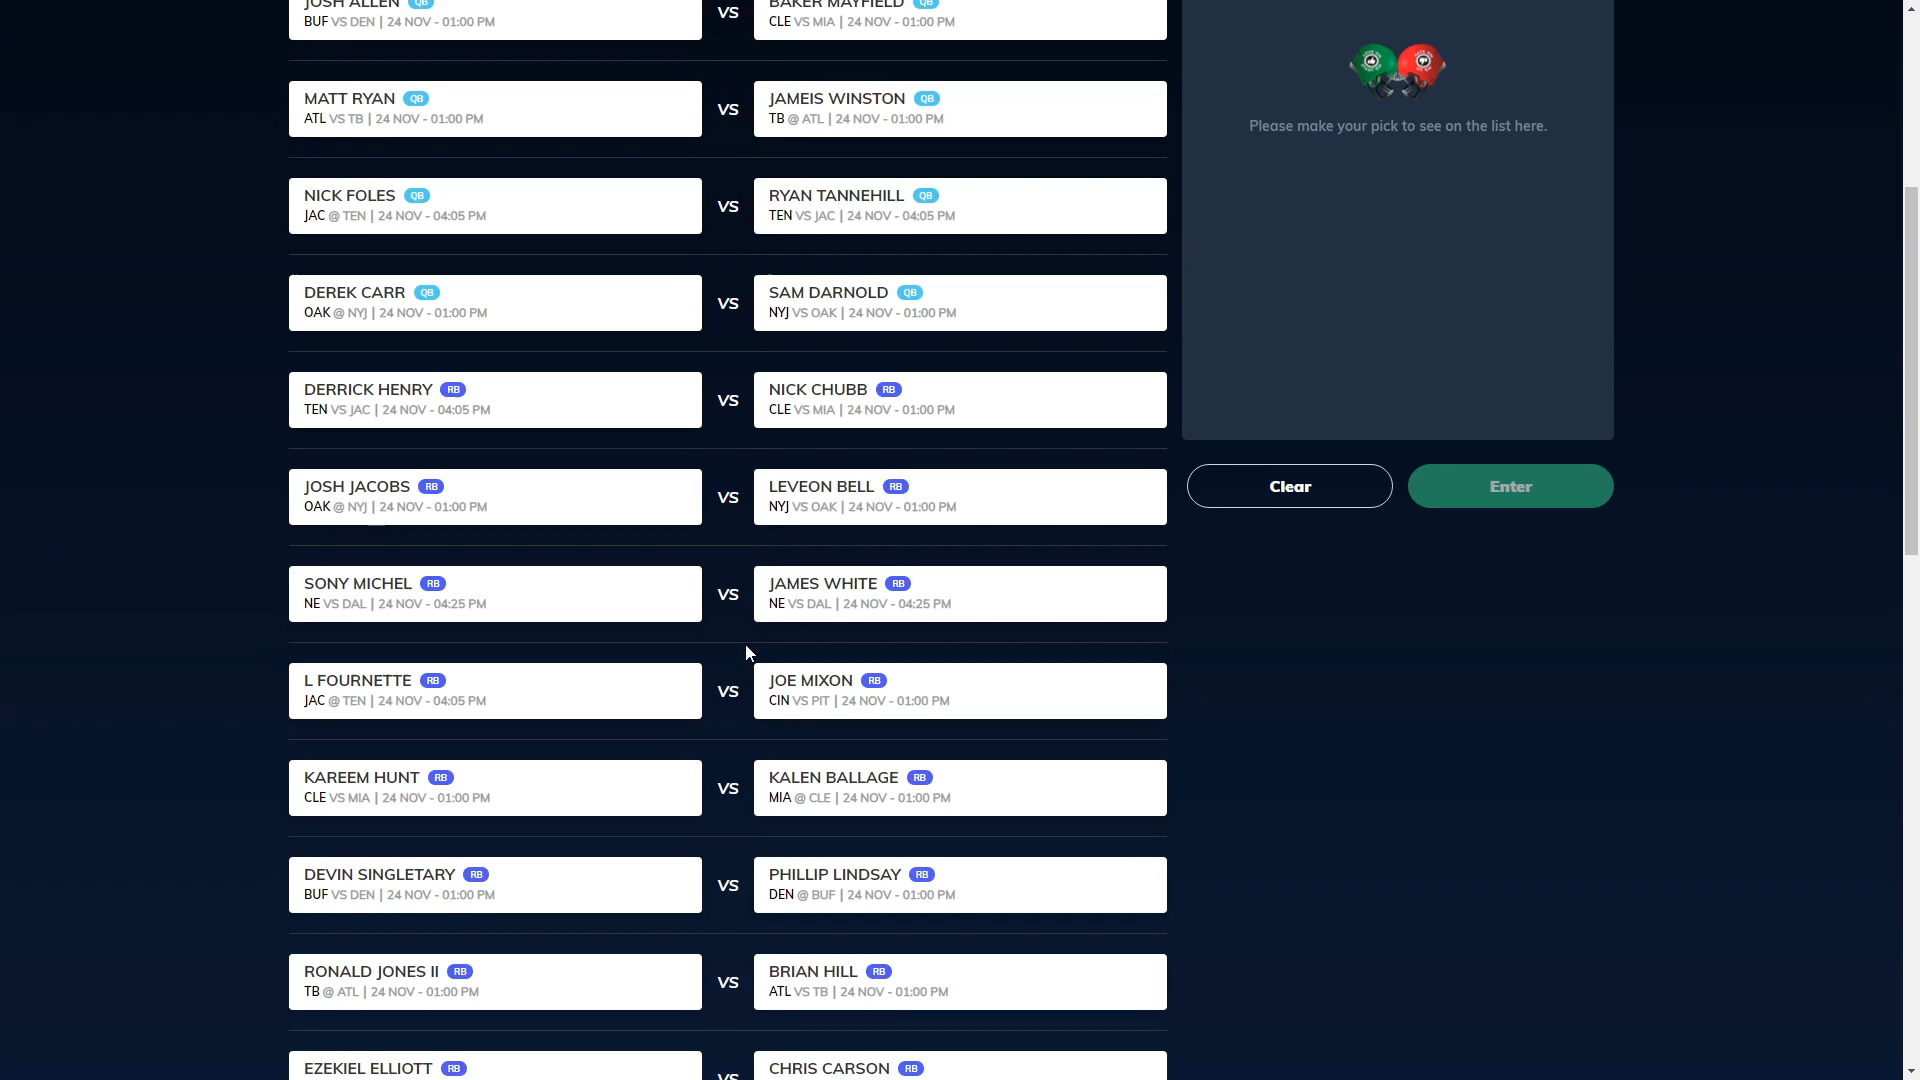 JOSH ALLEN QB
BUF VS DEN | 24 NOV - 01:00 PM
VS
BAKER MAYFIELD QB
CLE VS MIA | 24 NOV - 01:00 PM
MATT RYAN QB
ATL VS TB | 24 NOV - 01:00 PM
VS
JAMEIS WINSTON QB
TB @ ATL | 24 NOV - 01:00 PM
NICK FOLES QB
JAC @ TEN | 24 NOV - 04:05 PM
VS
RYAN TANNEHILL QB
TEN VS JAC | 24 NOV - 04:05 PM
DEREK CARR QB
OAK @ NYJ | 24 NOV - 01:00 PM
VS
SAM DARNOLD QB
NYJ VS OAK | 24 NOV - 01:00 PM
DERRICK HENRY RB
TEN VS JAC | 24 NOV - 04:05 PM
VS
NICK CHUBB RB
CLE VS MIA | 24 NOV - 01:00 PM
JOSH JACOBS RB
OAK @ NYJ | 24 NOV - 01:00 PM
VS
LEVEON BELL RB
NYJ VS OAK | 24 NOV - 01:00 PM
SONY MICHEL RB
NE VS DAL | 24 NOV - 04:25 PM
VS
JAMES WHITE RB
NE VS DAL | 24 NOV - 04:25 PM
L FOURNETTE RB
JAC @ TEN | 24 NOV - 04:05 PM
VS
JOE MIXON RB
CIN VS PIT | 24 NOV - 01:00 PM
KAREEM HUNT RB
CLE VS MIA | 24 NOV - 01:00 PM
VS
KALEN BALLAGE RB
MIA @ CLE | 24 NOV - 01:00 PM
DEVIN SINGLETARY RB
BUF VS DEN | 24 NOV - 01:00 PM
VS
PHILLIP LINDSAY RB
DEN @ BUF | 24 NOV - 01:00 PM
RONALD JONES II RB
TB @ ATL | 24 NOV - 01:00 PM
VS
BRIAN HILL RB
ATL VS TB | 24 NOV - 01:00 PM
EZEKIEL ELLIOTT RB
VS
CHRIS CARSON RB
Please make your pick to see on the list here.
Clear
Enter